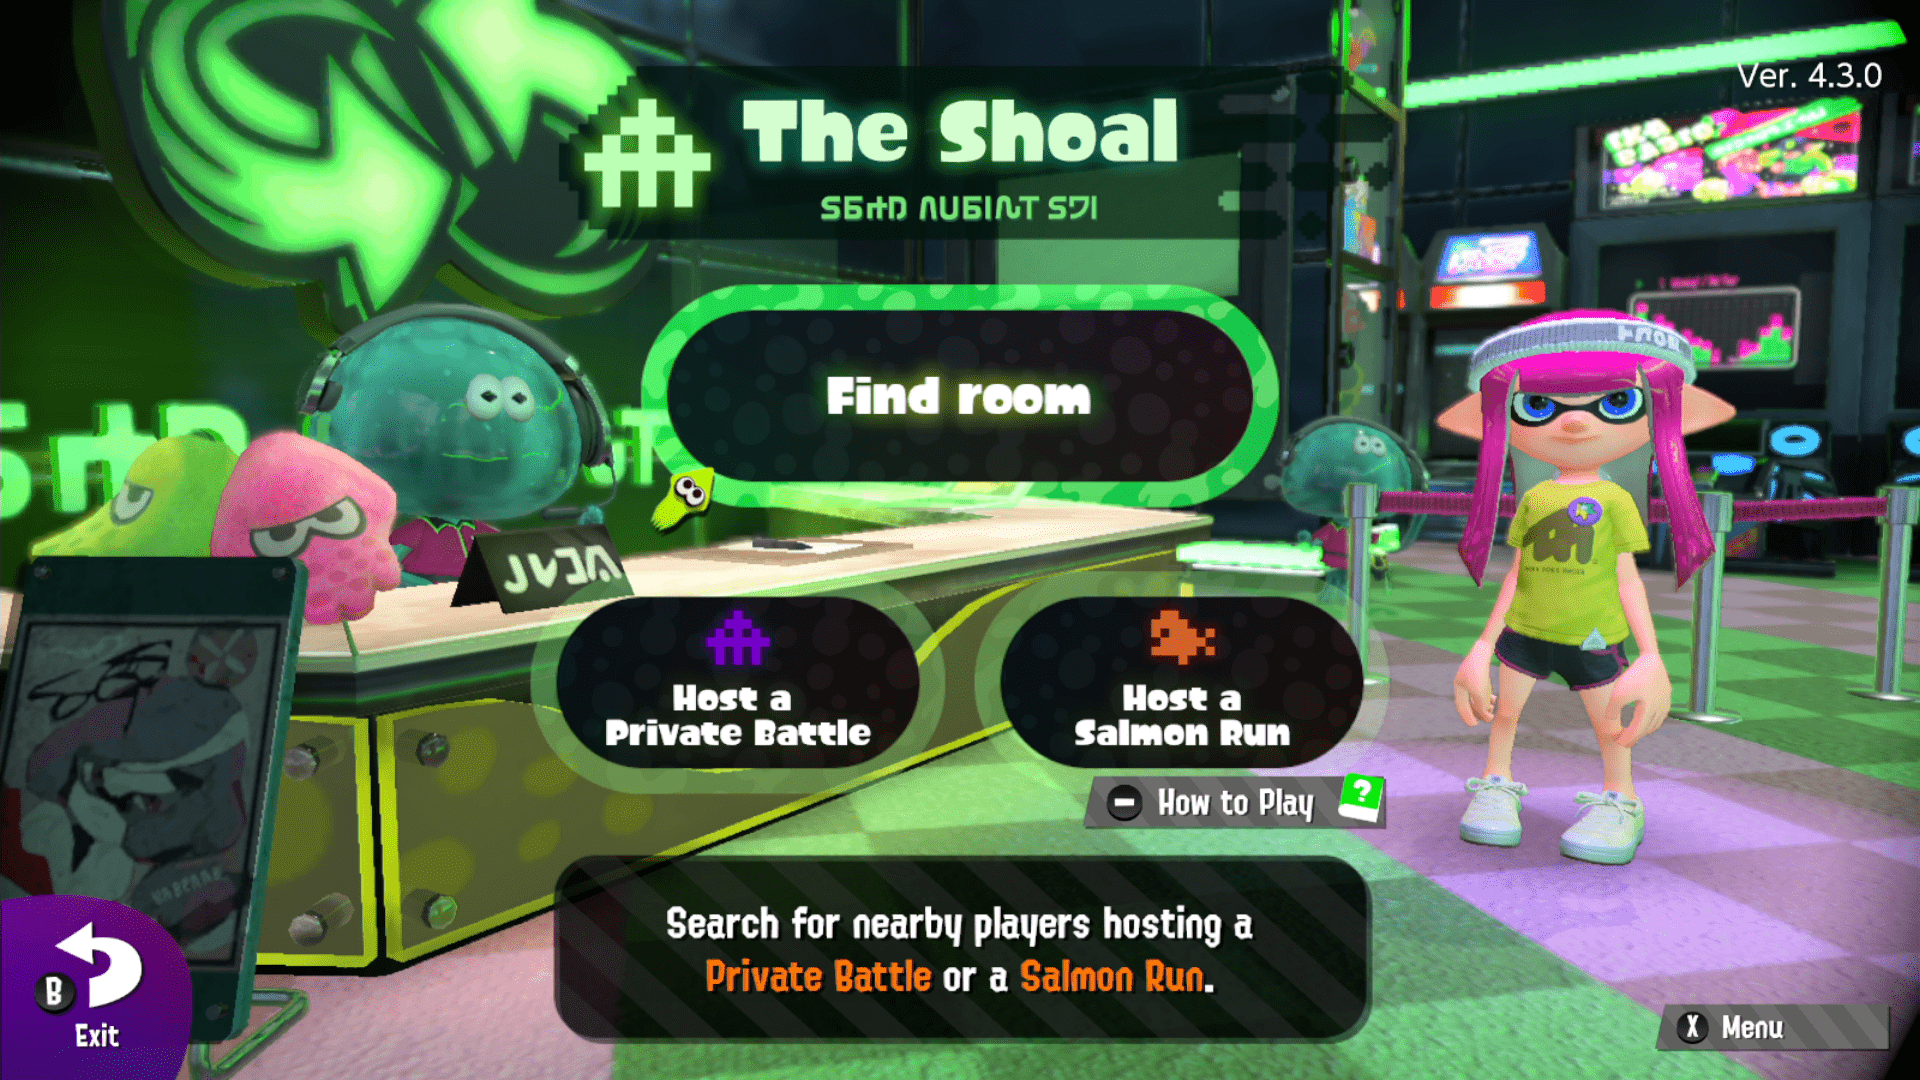 Ver. 4.3.0
The Shoal
Find room
Host a
Private Battle
Host a
Salmon Run
How to Play
?
Search for nearby players hosting a
Private Battle or a Salmon Run.
B
Exit
X Menu